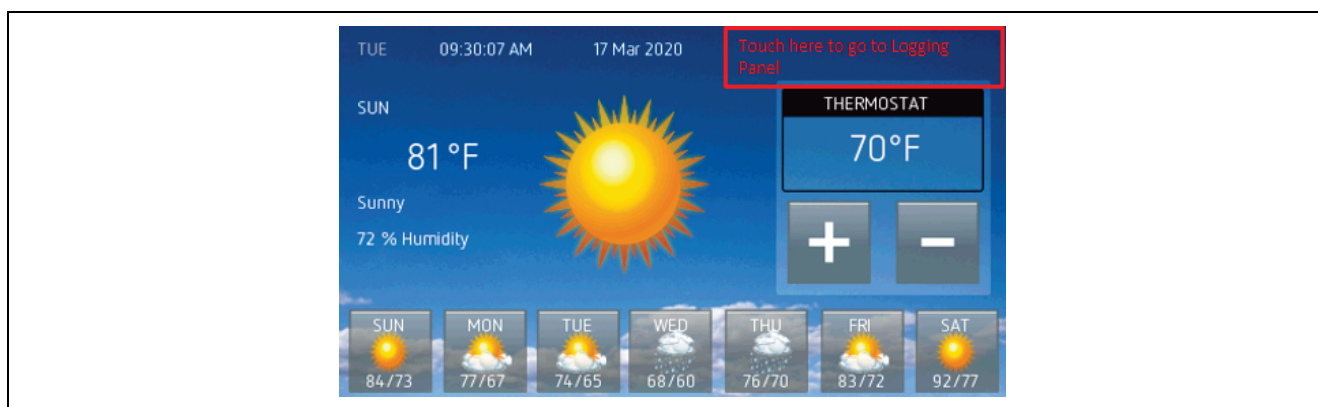 TUE 09:30:07 AM 17 Mar 2020 Touch here to go to Logging
Panel
SUN
81°F
Sunny
72 % Humidity
THERMOSTAT
70°F
+ −
SUN MON TUE WED THU FRI SAT
84/73 77/67 74/65 68/60 76/70 83/72 92/77